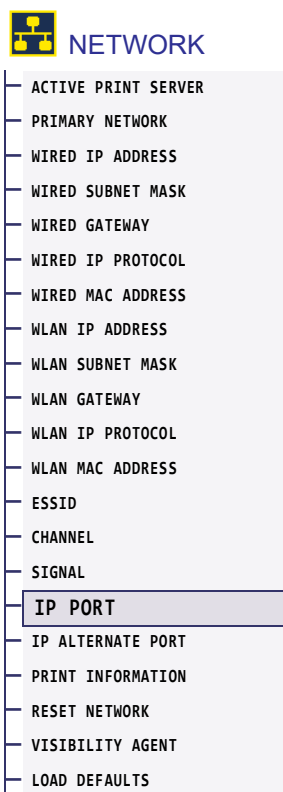 NETWORK
ACTIVE PRINT SERVER
PRIMARY NETWORK
WIRED IP ADDRESS
WIRED SUBNET MASK
WIRED GATEWAY
WIRED IP PROTOCOL
WIRED MAC ADDRESS
WLAN IP ADDRESS
WLAN SUBNET MASK
WLAN GATEWAY
WLAN IP PROTOCOL
WLAN MAC ADDRESS
ESSID
CHANNEL
SIGNAL
IP PORT
IP ALTERNATE PORT
PRINT INFORMATION
RESET NETWORK
VISIBILITY AGENT
LOAD DEFAULTS